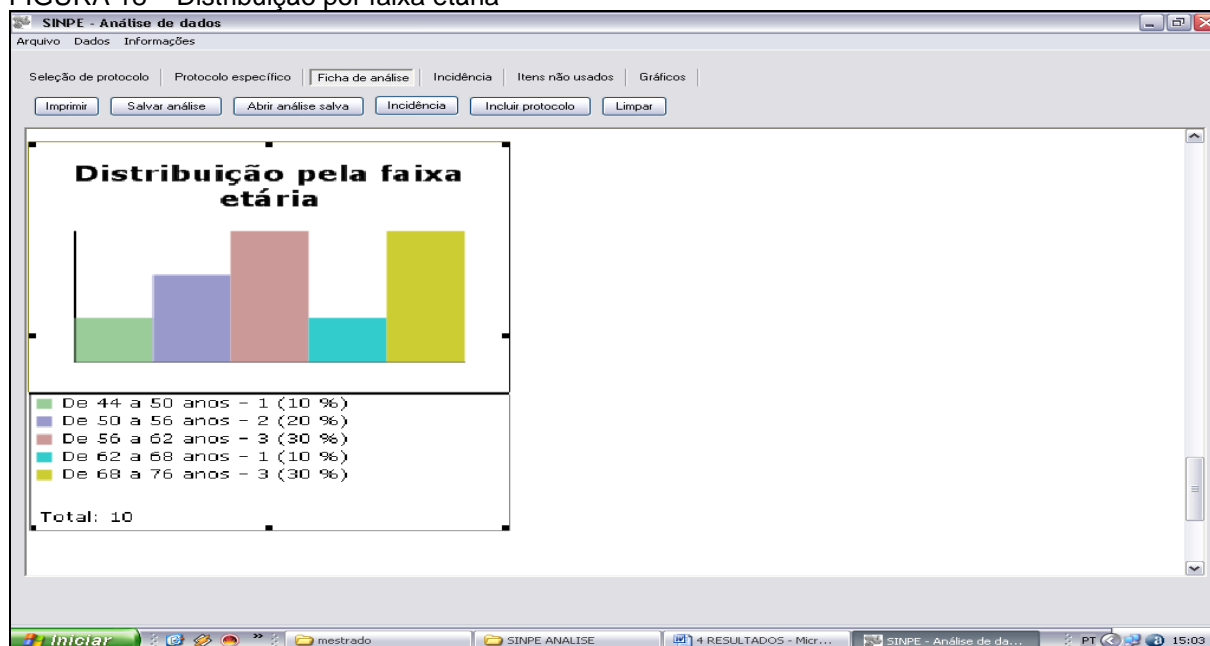 FIGURA 18 – Distribuição por faixa etária
SINPE - Análise de dados
Arquivo Dados Informações
Seleção de protocolo Protocolo específico Ficha de análise Incidência Itens não usados Gráficos
Imprimir Salvar análise Abrir análise salva Incidência Incluir protocolo Limpar
Distribuição pela faixa
etária
De 44 a 50 anos - 1 (10 %)
De 50 a 56 anos - 2 (20 %)
De 56 a 62 anos - 3 (30 %)
De 62 a 68 anos - 1 (10 %)
De 68 a 76 anos - 3 (30 %)
Total: 10
Iniciar mestrado SINPE ANALISE 4 RESULTADOS - Micr... SINPE - Análise de da... PT 15:03